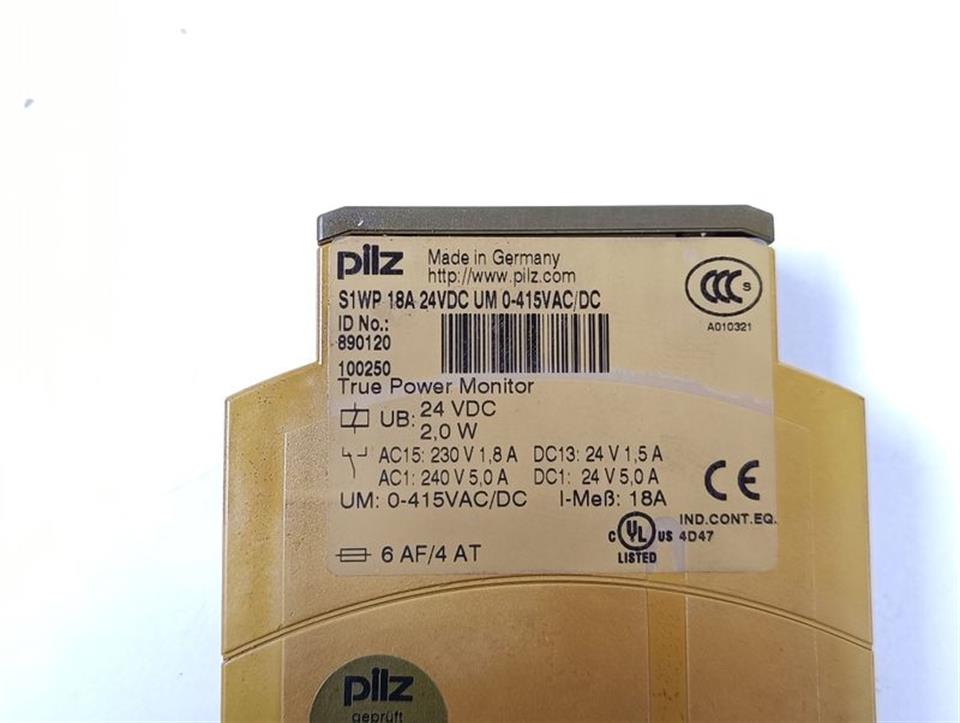 pilz Made in Germany
http://www.pilz.com
S1WP 18A 24VDC UM 0-415VAC/DC
ID No.:
890120
100250
True Power Monitor
UB: 24 VDC
2,0 W
AC15: 230 V 1,8 A DC13: 24 V 1,5 A
AC1: 240 V 5,0 A DC1: 24 V 5,0 A
UM: 0-415VAC/DC I-Meß: 18A
6 AF/4 AT
CCC S
A010321
CE
C UL US IND.CONT.EQ.
LISTED 4D47
pilz
geprüft